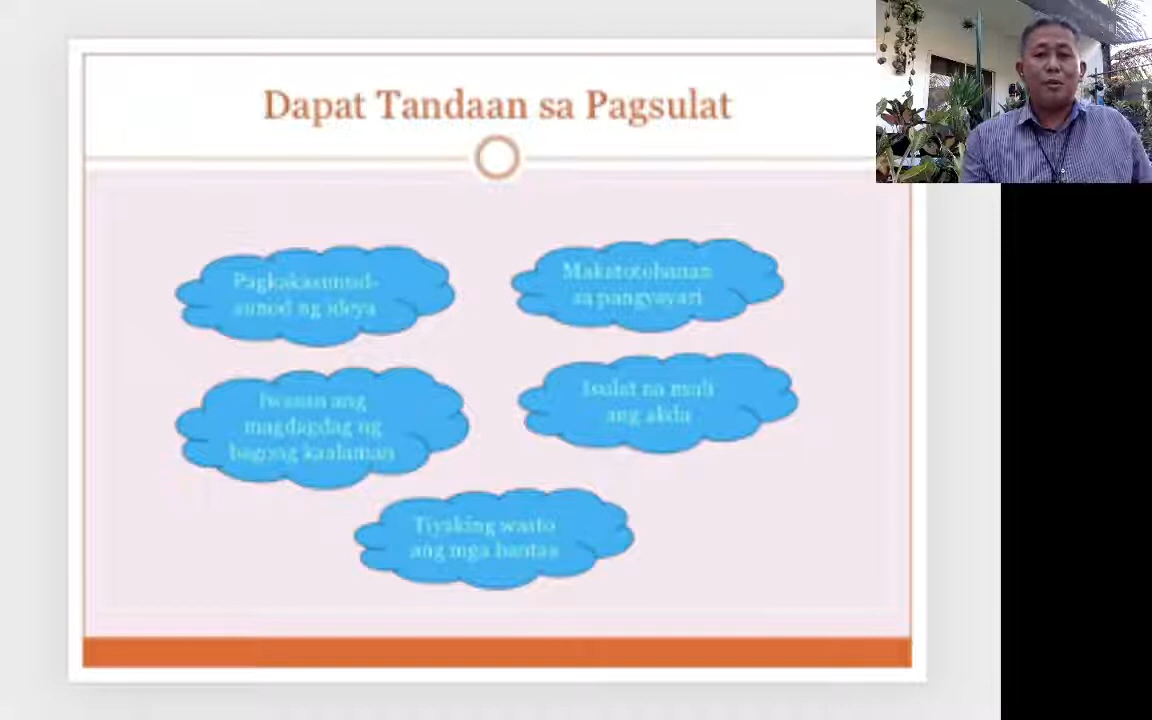 Dapat Tandaan sa Pagsulat
Pagkakasunud-
sunod ng ideya
Makatotohanan
sa pangyayari
Iwasan ang
magdagdag ng
bagong kaalaman
Isulat na muli
ang akda
Tiyaking wasto
ang mga bantas